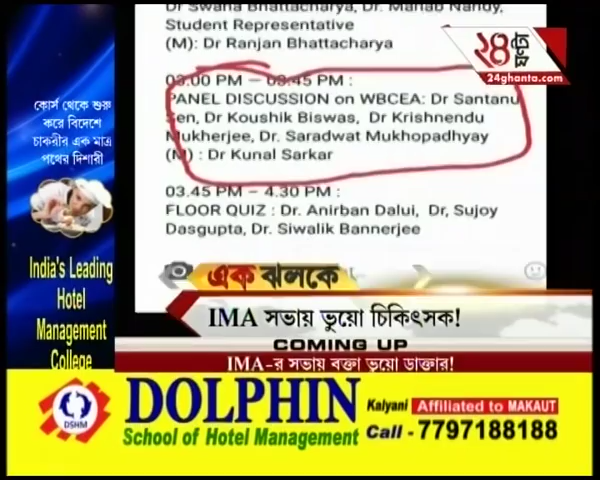 Dr Swana Bhattacharya, Dr. Mahab Nandy,
Student Representative
(M): Dr Ranjan Bhattacharya
03.00 PM – 03.45 PM :
PANEL DISCUSSION on WBCEA: Dr Santanu
Sen, Dr Koushik Biswas, Dr Krishnendu
Mukherjee, Dr. Saradwat Mukhopadhyay
(M) : Dr Kunal Sarkar
03.45 PM – 4.30 PM :
FLOOR QUIZ : Dr. Anirban Dalui, Dr, Sujoy
Dasgupta, Dr. Siwalik Bannerjee
২৪ ঘণ্টা
24ghanta.com
কোর্স থেকে শুরু
করে বিদেশে
চাকরীর এক মাত্র
পথের দিশারী
India's Leading
Hotel
Management
College
এক ঝলকে
IMA সভায় ভুয়ো চিকিৎসক!
COMING UP
IMA-র সভায় বক্তা ভুয়ো ডাক্তার!
DSHM
DOLPHIN
School of Hotel Management
Kalyani Affiliated to MAKAUT
Call - 7797188188